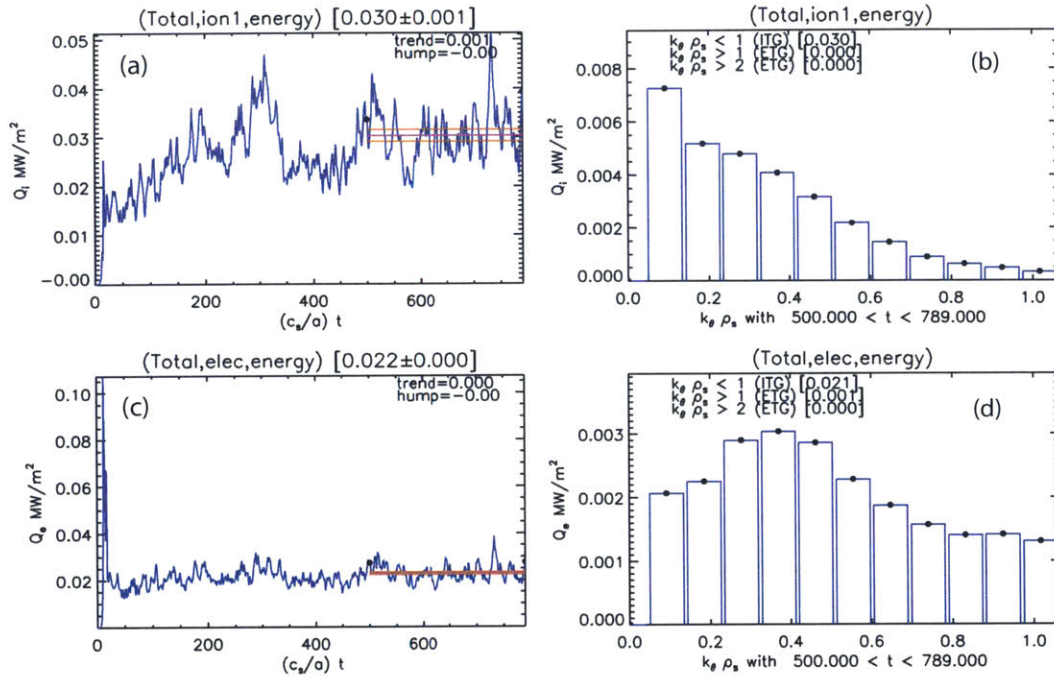 (Total,ion1,energy) [0.030±0.001]
(a)
trend=0.001
hump=−0.00
0.05
0.04
0.03
0.02
0.01
−0.00
Q_i MW/m²
0 200 400 600
(c_s/a) t
(Total,ion1,energy)
k_θ ρ_s < 1 (ITG) [0.030]
k_θ ρ_s > 1 (ETG) [0.000]
k_θ ρ_s > 2 (ETG) [0.000]
(b)
0.008
0.006
0.004
0.002
0.000
Q_i MW/m²
0.0 0.2 0.4 0.6 0.8 1.0
k_θ ρ_s with 500.000 < t < 789.000
(Total,elec,energy) [0.022±0.000]
(c)
trend=0.000
hump=−0.00
0.10
0.08
0.06
0.04
0.02
0.00
Q_e MW/m²
0 200 400 600
(c_s/a) t
(Total,elec,energy)
k_θ ρ_s < 1 (ITG) [0.021]
k_θ ρ_s > 1 (ETG) [0.001]
k_θ ρ_s > 2 (ETG) [0.000]
(d)
0.003
0.002
0.001
0.000
Q_e MW/m²
0.0 0.2 0.4 0.6 0.8 1.0
k_θ ρ_s with 500.000 < t < 789.000